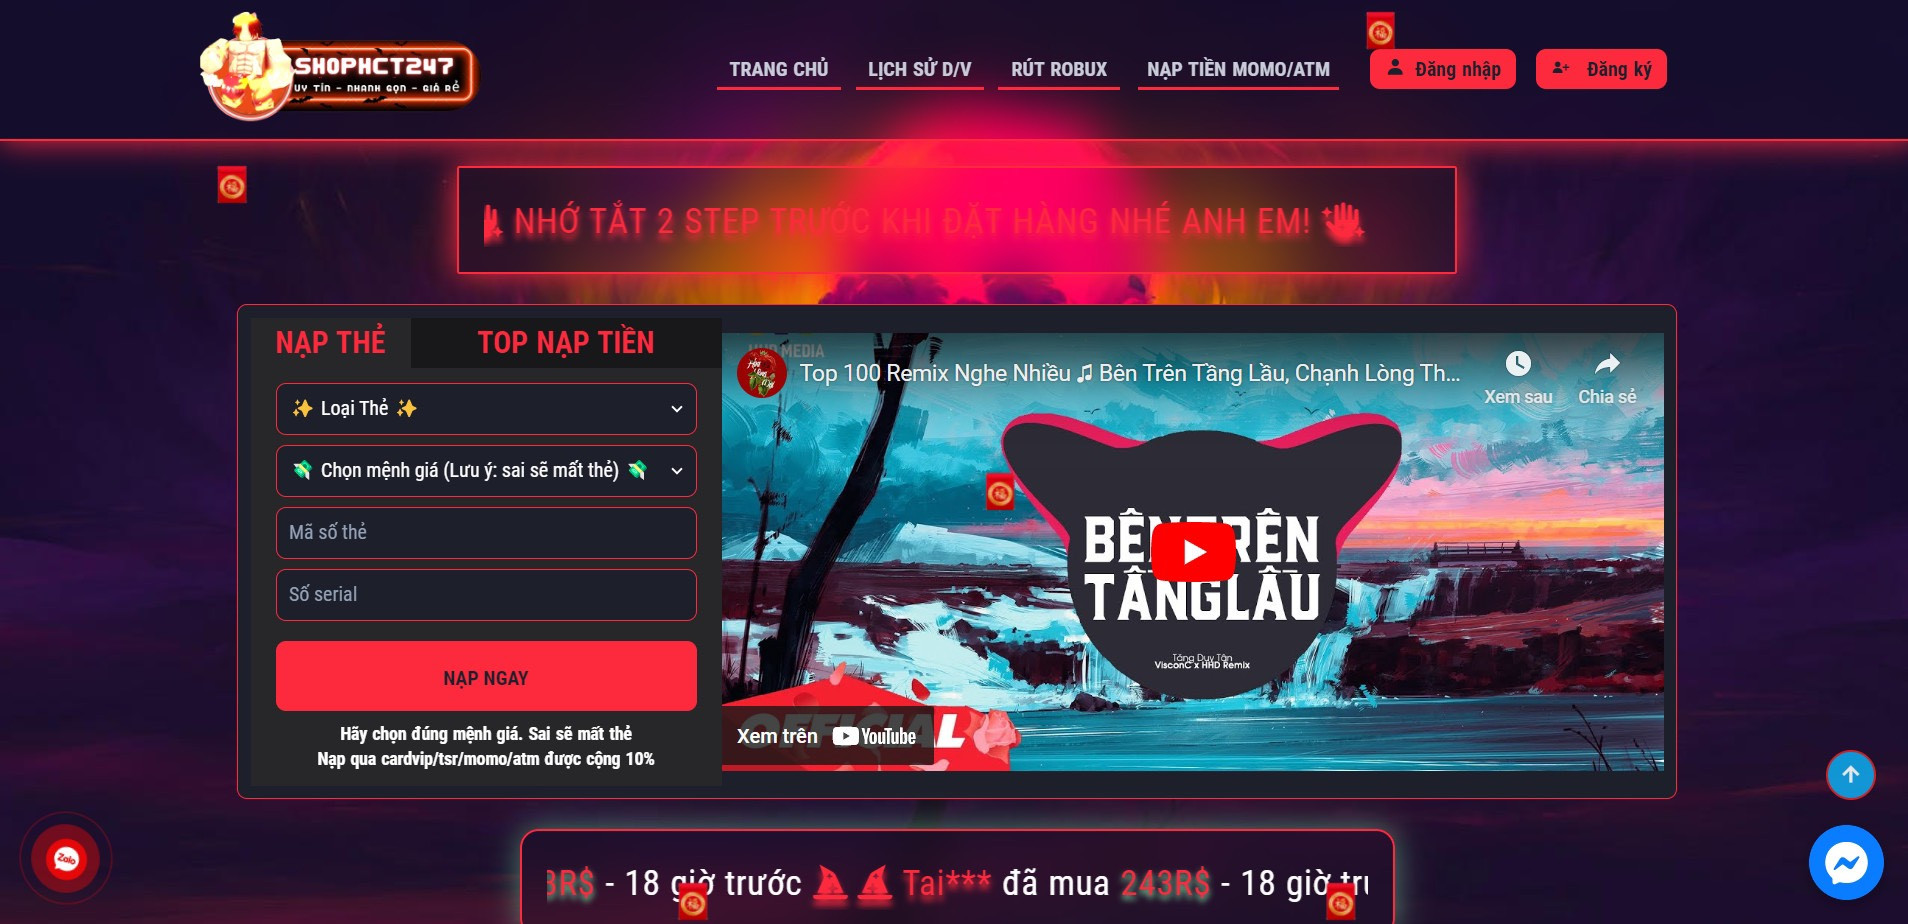 SHOPHCT247
UY TÍN - NHANH GỌN - GIÁ RẺ
TRANG CHỦ
LỊCH SỬ D/V
RÚT ROBUX
NẠP TIỀN MOMO/ATM
Đăng nhập
Đăng ký
NHỚ TẮT 2 STEP TRƯỚC KHI ĐẶT HÀNG NHÉ ANH EM!
NẠP THẺ
TOP NẠP TIỀN
✨ Loại Thẻ ✨
💸 Chọn mệnh giá (Lưu ý: sai sẽ mất thẻ) 💸
Mã số thẻ
Số serial
NẠP NGAY
Hãy chọn đúng mệnh giá. Sai sẽ mất thẻ
Nạp qua cardvip/tsr/momo/atm được cộng 10%
HHD MEDIA
Top 100 Remix Nghe Nhiều ♫ Bên Trên Tầng Lầu, Chạnh Lòng Th...
Xem sau
Chia sẻ
BÊN TRÊN
TẦNG LẦU
Tăng Duy Tân
VisconC x HHD Remix
OFFICIAL
Xem trên YouTube
Zalo
3R$ - 18 giờ trước Tai*** đã mua 243R$ - 18 giờ trư